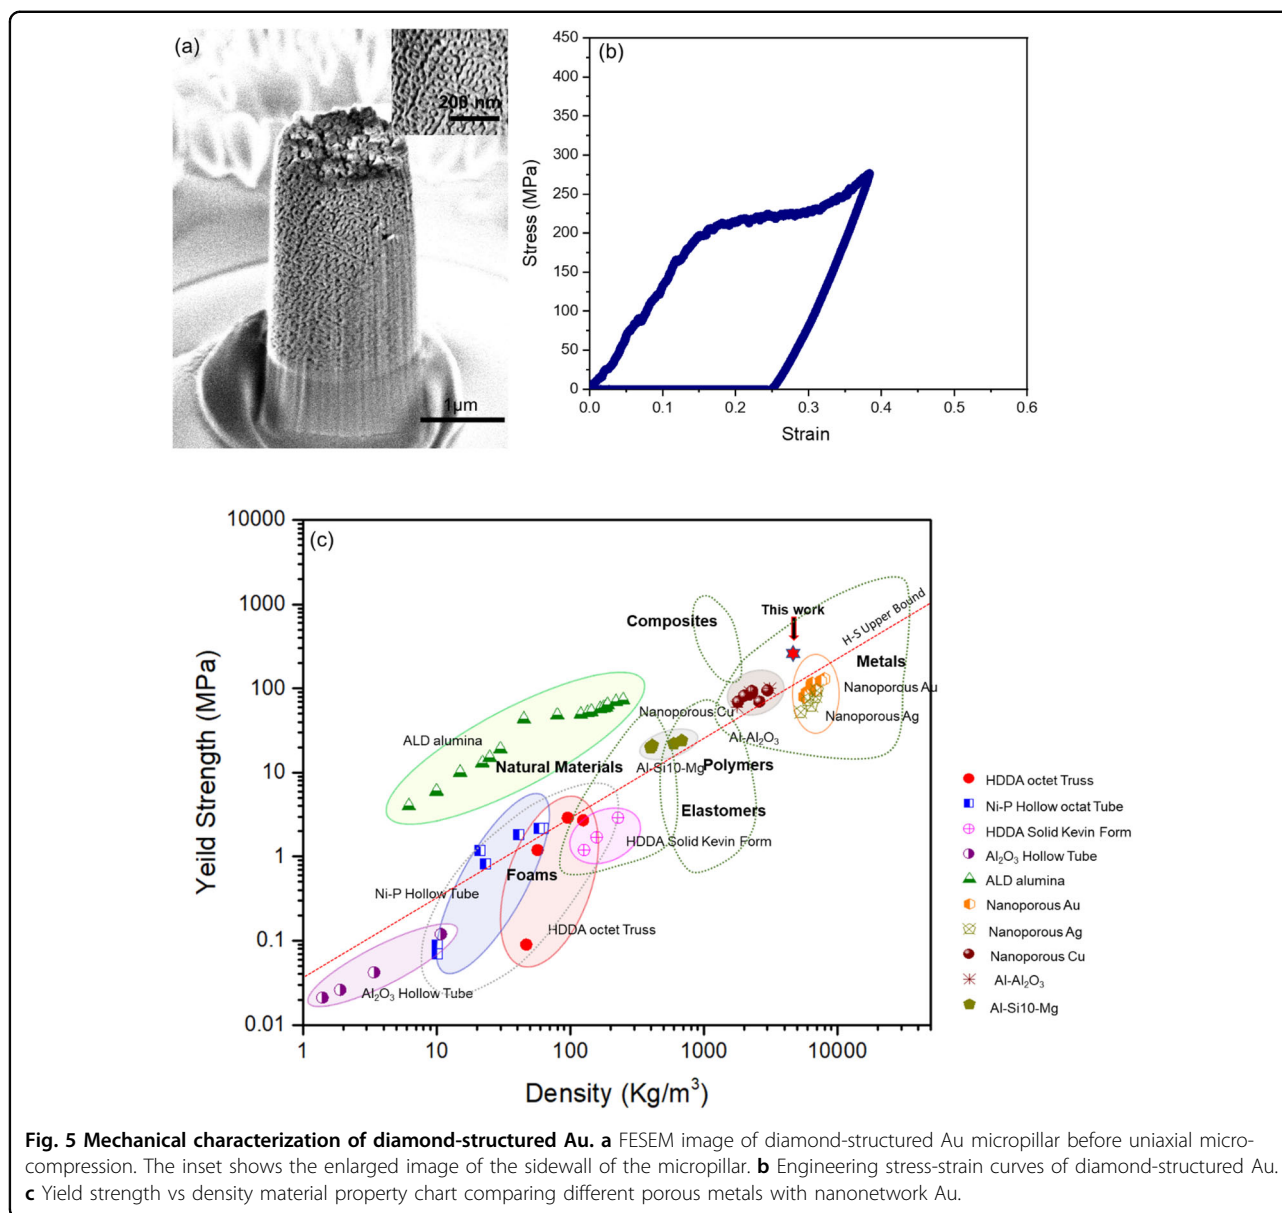 (a)
200 nm
1μm
(b)
450
400
350
300
250
200
150
100
50
0
Stress (MPa)
0.0 0.1 0.2 0.3 0.4 0.5 0.6
Strain
(c)
10000
1000
100
10
1
0.1
0.01
Yeild Strength (MPa)
This work
Composites
H-S Upper Bound
Metals
Nanoporous Au
Nanoporous Cu
Nanoporous Ag
ALD alumina
Al-Al₂O₃
Natural Materials
Al-Si10-Mg
Polymers
Elastomers
HDDA Solid Kevin Form
Foams
Ni-P Hollow Tube
HDDA octet Truss
Al₂O₃ Hollow Tube
1 10 100 1000 10000
Density (Kg/m³)
HDDA octet Truss
Ni-P Hollow octat Tube
HDDA Solid Kevin Form
Al₂O₃ Hollow Tube
ALD alumina
Nanoporous Au
Nanoporous Ag
Nanoporous Cu
Al-Al₂O₃
Al-Si10-Mg
Fig. 5 Mechanical characterization of diamond-structured Au. a FESEM image of diamond-structured Au micropillar before uniaxial micro-
compression. The inset shows the enlarged image of the sidewall of the micropillar. b Engineering stress-strain curves of diamond-structured Au.
c Yield strength vs density material property chart comparing different porous metals with nanonetwork Au.